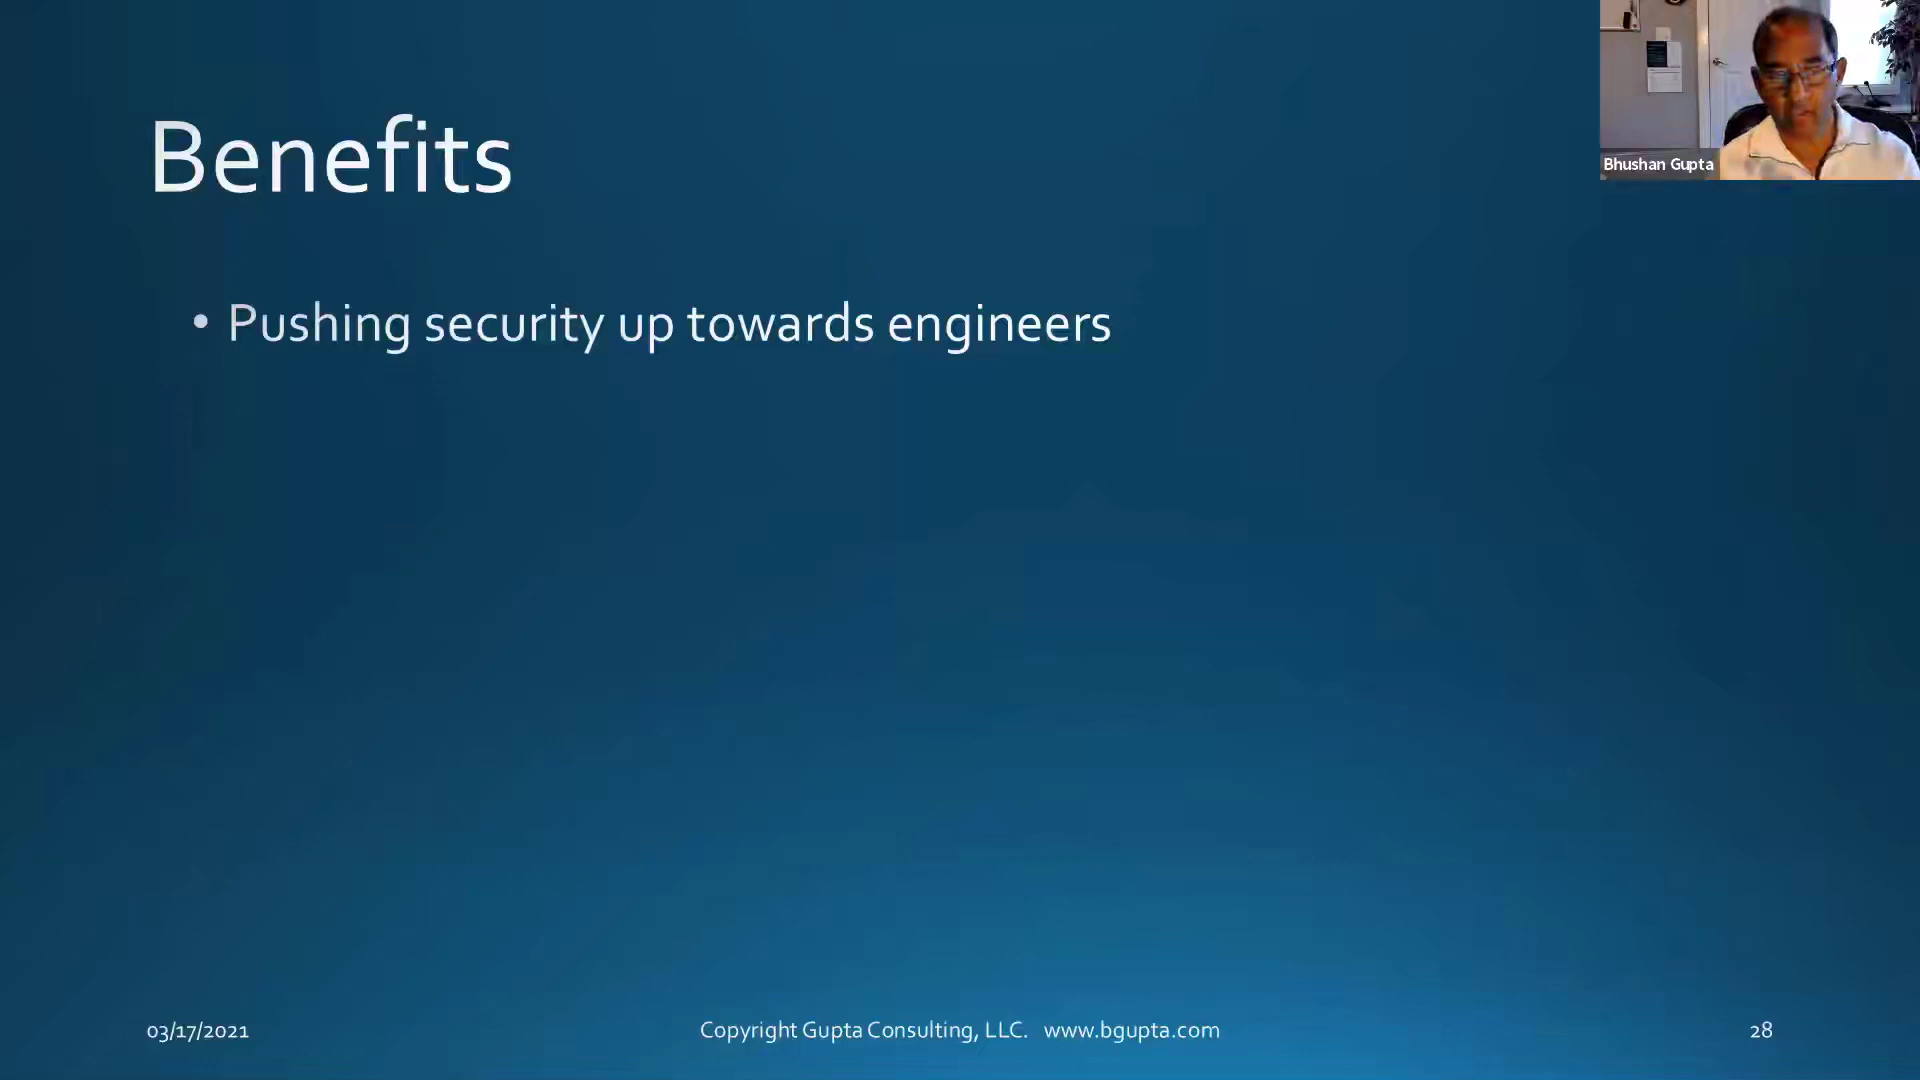 Benefits
Bhushan Gupta
• Pushing security up towards engineers
03/17/2021
Copyright Gupta Consulting, LLC. www.bgupta.com
28